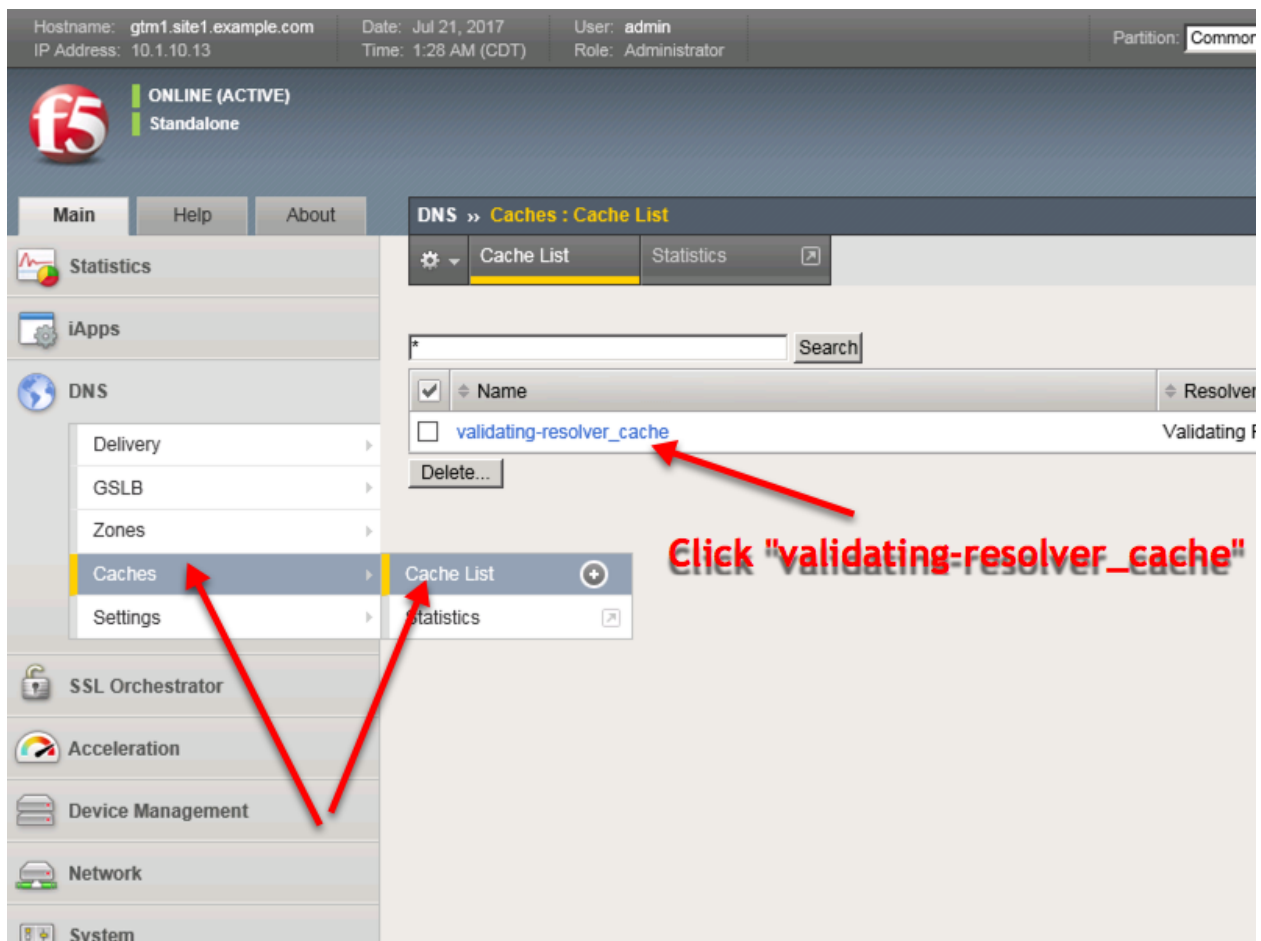 Hostname: gtm1.site1.example.com Date: Jul 21, 2017 User: admin
Partition: Common
IP Address: 10.1.10.13 Time: 1:28 AM (CDT) Role: Administrator
f5
ONLINE (ACTIVE)
Standalone
Main Help About
DNS » Caches : Cache List
Cache List Statistics
Statistics
iApps
* Search
DNS
Name Resolver
validating-resolver_cache Validating
Delivery
Delete...
GSLB
Zones
Click "validating-resolver_cache"
Caches Cache List
Settings Statistics
SSL Orchestrator
Acceleration
Device Management
Network
System